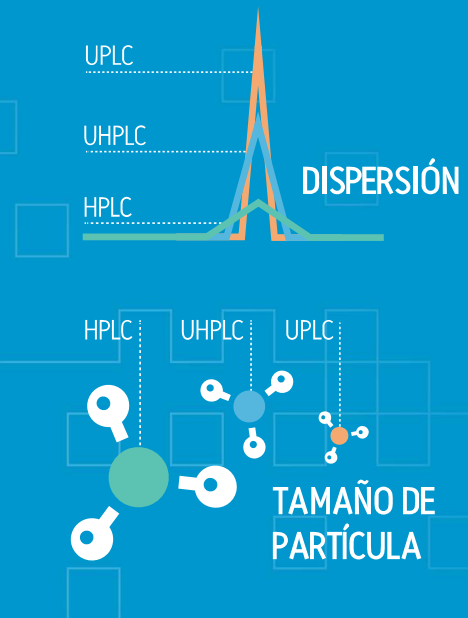 UPLC
UHPLC
DISPERSIÓN
HPLC
HPLC UHPLC UPLC
TAMAÑO DE
PARTÍCULA